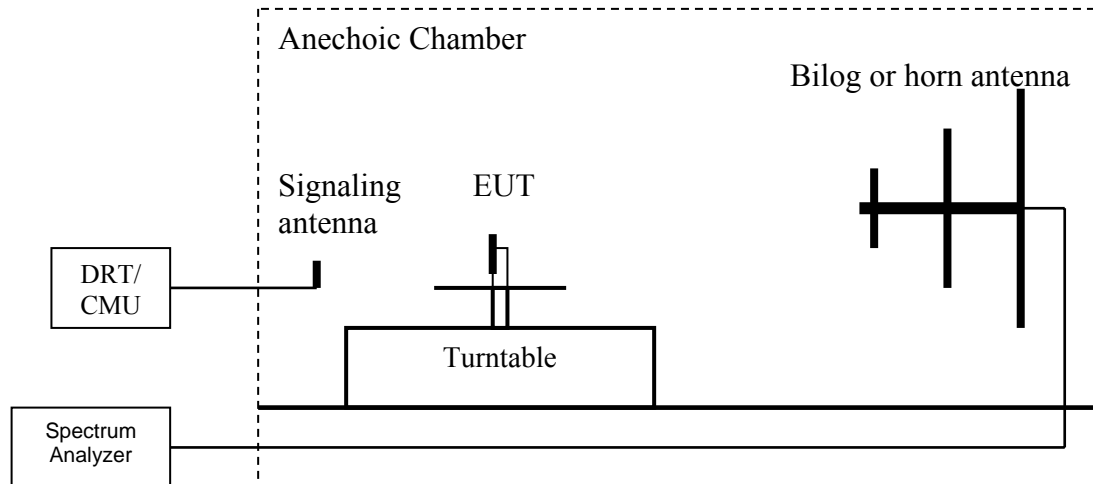 Anechoic Chamber
Bilog or horn antenna
Signaling
antenna
EUT
DRT/
CMU
Turntable
Spectrum
Analyzer